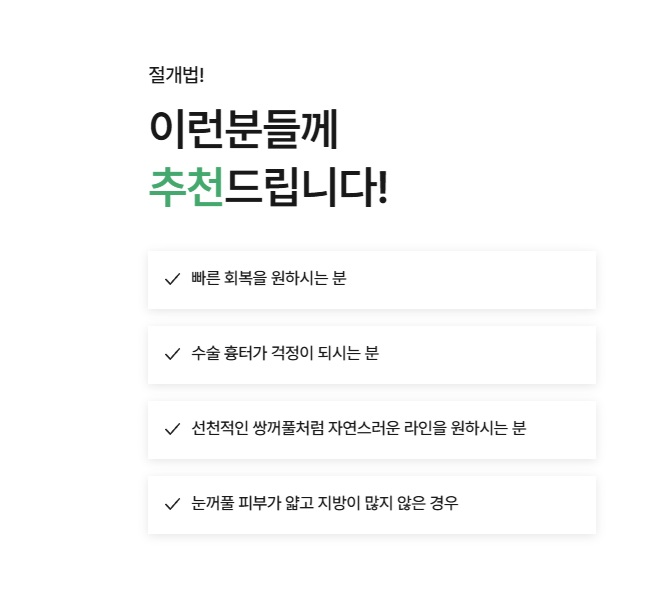 절개법!
이런분들께
추천드립니다!
빠른 회복을 원하시는 분
수술 흉터가 걱정이 되시는 분
선천적인 쌍꺼풀처럼 자연스러운 라인을 원하시는 분
눈꺼풀 피부가 얇고 지방이 많지 않은 경우